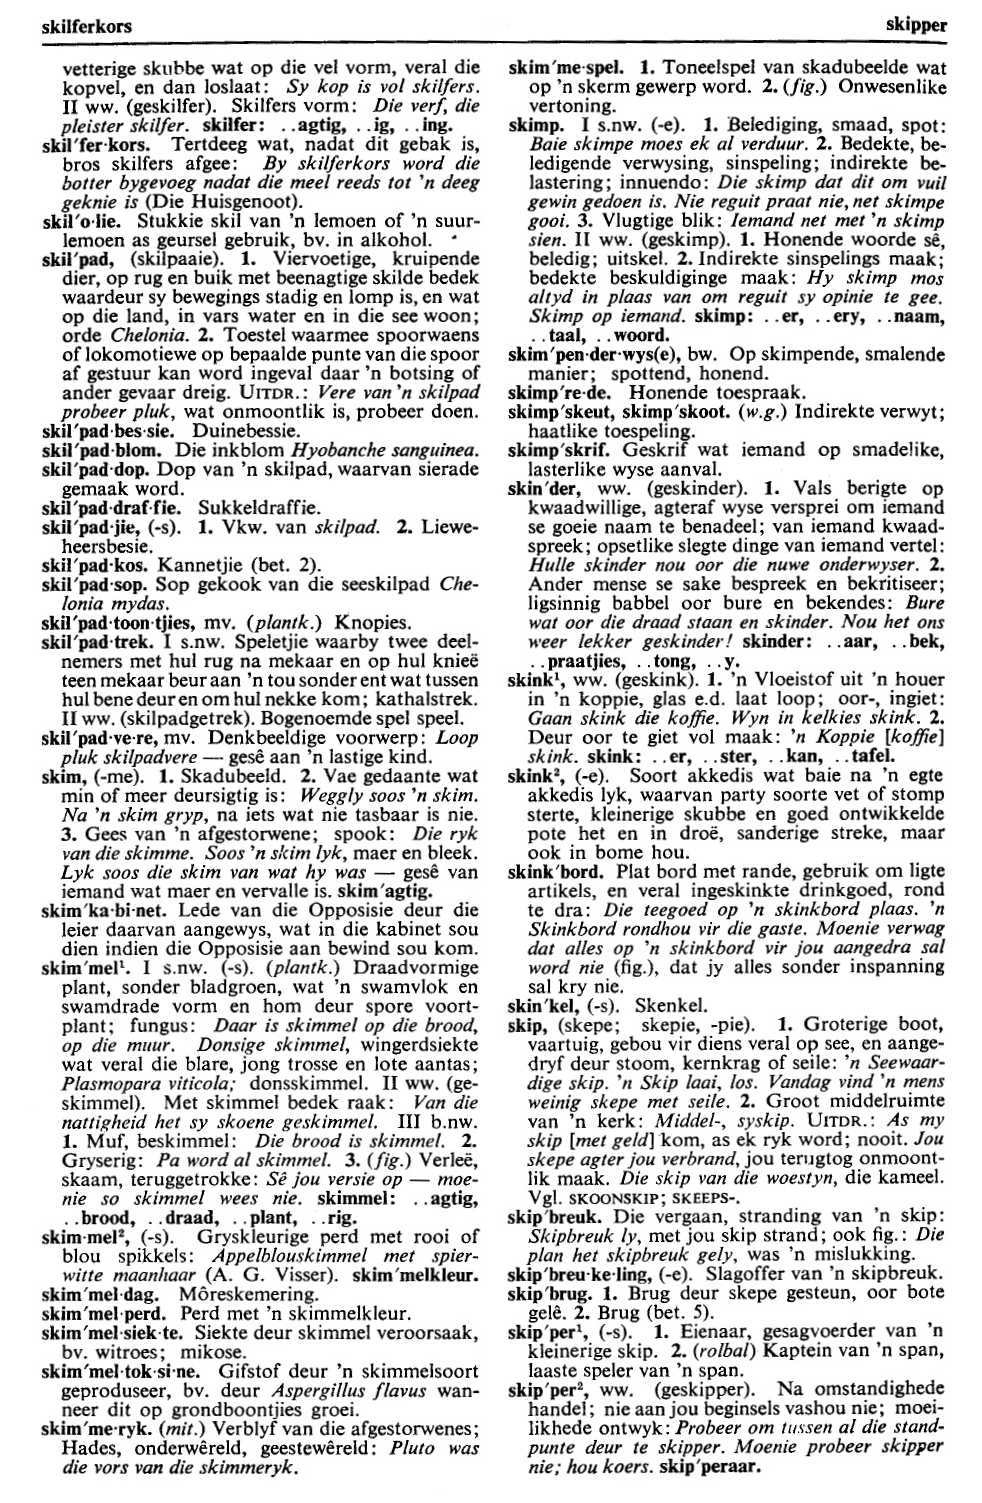 skilferkors
skipper
vetterige skubbe wat op die vel vorm, veral die
kopvel, en dan loslaat: Sy kop is vol skilfers.
II ww. (geskilfer). Skilfers vorm: Die verf, die
pleister skilfer. skilfer: . .agtig, . .ig, . .ing.
skil′fer·kors. Tertdeeg wat, nadat dit gebak is,
bros skilfers afgee: By skilferkors word die
botter bygevoeg nadat die meel reeds tot 'n deeg
geknie is (Die Huisgenoot).
skil′o·lie. Stukkie skil van 'n lemoen of 'n suur-
lemoen as geursel gebruik, bv. in alkohol.
skil′pad, (skilpaaie). 1. Viervoetige, kruipende
dier, op rug en buik met beenagtige skilde bedek
waardeur sy bewegings stadig en lomp is, en wat
op die land, in vars water en in die see woon;
orde Chelonia. 2. Toestel waarmee spoorwaens
of lokomotiewe op bepaalde punte van die spoor
af gestuur kan word ingeval daar 'n botsing of
ander gevaar dreig. UITDR.: Vere van 'n skilpad
probeer pluk, wat onmoontlik is, probeer doen.
skil′pad·bes·sie. Duinebessie.
skil′pad·blom. Die inkblom Hyobanche sanguinea.
skil′pad·dop. Dop van 'n skilpad, waarvan sierade
gemaak word.
skil′pad·draf·fie. Sukkeldraffie.
skil′pad·jie, (-s). 1. Vkw. van skilpad. 2. Liewe-
heersbesie.
skil′pad·kos. Kannetjie (bet. 2).
skil′pad·sop. Sop gekook van die seeskilpad Che-
lonia mydas.
skil′pad·toon·tjies, mv. (plantk.) Knopies.
skil′pad·trek. I s.nw. Speletjie waarby twee deel-
nemers met hul rug na mekaar en op hul knieë
teen mekaar beur aan 'n tou sonder ent wat tussen
hul bene deur en om hul nekke kom; kathalstrek.
II ww. (skilpadgetrek). Bogenoemde spel speel.
skil′pad·ve·re, mv. Denkbeeldige voorwerp: Loop
pluk skilpadvere — gesê aan 'n lastige kind.
skim, (-me). 1. Skadubeeld. 2. Vae gedaante wat
min of meer deursigtig is: Weggly soos 'n skim.
Na 'n skim gryp, na iets wat nie tasbaar is nie.
3. Gees van 'n afgestorwene; spook: Die ryk
van die skimme. Soos 'n skim lyk, maer en bleek.
Lyk soos die skim van wat hy was — gesê van
iemand wat maer en vervalle is. skim′agtig.
skim′ka·bi·net. Lede van die Opposisie deur die
leier daarvan aangewys, wat in die kabinet sou
dien indien die Opposisie aan bewind sou kom.
skim′mel¹. I s.nw. (-s). (plantk.) Draadvormige
plant, sonder bladgroen, wat 'n swamvlok en
swamdrade vorm en hom deur spore voort-
plant; fungus: Daar is skimmel op die brood,
op die muur. Donsige skimmel, wingerdsiekte
wat veral die blare, jong trosse en lote aantas;
Plasmopara viticola; donsskimmel. II ww. (ge-
skimmel). Met skimmel bedek raak: Van die
nattigheid het sy skoene geskimmel. III b.nw.
1. Muf, beskimmel: Die brood is skimmel. 2.
Gryserig: Pa word al skimmel. 3. (fig.) Verleë,
skaam, teruggetrokke: Sê jou versie op — moe-
nie so skimmel wees nie. skimmel: . .agtig,
. .brood, . .draad, . .plant, . .rig.
skim·mel², (-s). Gryskleurige perd met rooi of
blou spikkels: Appelblouskimmel met spier-
witte maanhaar (A. G. Visser). skim′melkleur.
skim′mel·dag. Môreskemering.
skim′mel·perd. Perd met 'n skimmelkleur.
skim′mel·siek·te. Siekte deur skimmel veroorsaak,
bv. witroes; mikose.
skim′mel·tok·si·ne. Gifstof deur 'n skimmelsoort
geproduseer, bv. deur Aspergillus flavus wan-
neer dit op grondboontjies groei.
skim′me·ryk. (mit.) Verblyf van die afgestorwenes;
Hades, onderwêreld, geestewêreld: Pluto was
die vors van die skimmeryk.
skim′me·spel. 1. Toneelspel van skadubeelde wat
op 'n skerm gewerp word. 2. (fig.) Onwesenlike
vertoning.
skimp. I s.nw. (-e). 1. Belediging, smaad, spot:
Baie skimpe moes ek al verduur. 2. Bedekte, be-
ledigende verwysing, sinspeling; indirekte be-
lastering; innuendo: Die skimp dat dit om vuil
gewin gedoen is. Nie reguit praat nie, net skimpe
gooi. 3. Vlugtige blik: Iemand net met 'n skimp
sien. II ww. (geskimp). 1. Honende woorde sê,
beledig; uitskel. 2. Indirekte sinspelings maak;
bedekte beskuldiginge maak: Hy skimp mos
altyd in plaas van om reguit sy opinie te gee.
Skimp op iemand. skimp: . .er, . .ery, . .naam,
. .taal, . .woord.
skim′pen·der·wys(e), bw. Op skimpende, smalende
manier; spottend, honend.
skimp′re·de. Honende toespraak.
skimp′skeut, skimp′skoot. (w.g.) Indirekte verwyt;
haatlike toespeling.
skimp′skrif. Geskrif wat iemand op smadelike,
lasterlike wyse aanval.
skin′der, ww. (geskinder). 1. Vals berigte op
kwaadwillige, agteraf wyse versprei om iemand
se goeie naam te benadeel; van iemand kwaad-
spreek; opsetlike slegte dinge van iemand vertel:
Hulle skinder nou oor die nuwe onderwyser. 2.
Ander mense se sake bespreek en bekritiseer;
ligsinnig babbel oor bure en bekendes: Bure
wat oor die draad staan en skinder. Nou het ons
weer lekker geskinder! skinder: . .aar, . .bek,
. .praatjies, . .tong, . .y.
skink¹, ww. (geskink). 1. 'n Vloeistof uit 'n houer
in 'n koppie, glas e.d. laat loop; oor-, ingiet:
Gaan skink die koffie. Wyn in kelkies skink. 2.
Deur oor te giet vol maak: 'n Koppie [koffie]
skink. skink: . .er, . .ster, . .kan, . .tafel.
skink², (-e). Soort akkedis wat baie na 'n egte
akkedis lyk, waarvan party soorte vet of stomp
sterte, kleinerige skubbe en goed ontwikkelde
pote het en in droë, sanderige streke, maar
ook in bome hou.
skink′bord. Plat bord met rande, gebruik om ligte
artikels, en veral ingeskinkte drinkgoed, rond
te dra: Die teegoed op 'n skinkbord plaas. 'n
Skinkbord rondhou vir die gaste. Moenie verwag
dat alles op 'n skinkbord vir jou aangedra sal
word nie (fig.), dat jy alles sonder inspanning
sal kry nie.
skin′kel, (-s). Skenkel.
skip, (skepe; skepie, -pie). 1. Groterige boot,
vaartuig, gebou vir diens veral op see, en aange-
dryf deur stoom, kernkrag of seile: 'n Seewaar-
dige skip. 'n Skip laai, los. Vandag vind 'n mens
weinig skepe met seile. 2. Groot middelruimte
van 'n kerk: Middel-, syskip. UITDR.: As my
skip [met geld] kom, as ek ryk word; nooit. Jou
skepe agter jou verbrand, jou terugtog onmoont-
lik maak. Die skip van die woestyn, die kameel.
Vgl. SKOONSKIP; SKEEPS-.
skip′breuk. Die vergaan, stranding van 'n skip:
Skipbreuk ly, met jou skip strand; ook fig.: Die
plan het skipbreuk gely, was 'n mislukking.
skip′breu·ke·ling, (-e). Slagoffer van 'n skipbreuk.
skip′brug. 1. Brug deur skepe gesteun, oor bote
gelê. 2. Brug (bet. 5).
skip′per¹, (-s). 1. Eienaar, gesagvoerder van 'n
kleinerige skip. 2. (rolbal) Kaptein van 'n span,
laaste speler van 'n span.
skip′per², ww. (geskipper). Na omstandighede
handel; nie aan jou beginsels vashou nie; moei-
likhede ontwyk: Probeer om tussen al die stand-
punte deur te skipper. Moenie probeer skipper
nie; hou koers. skip′peraar.